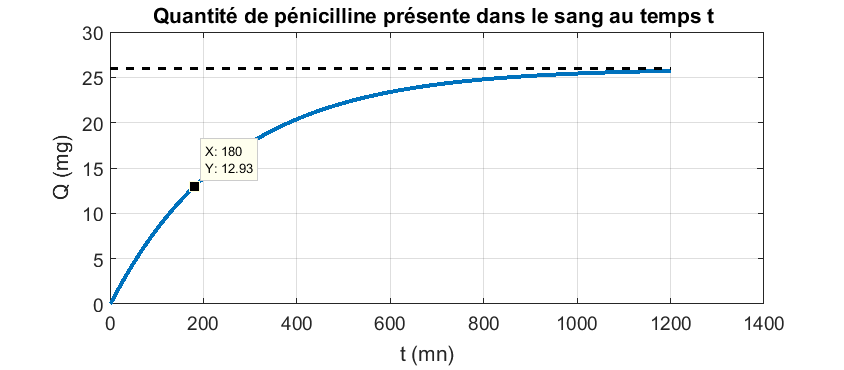 Quantité de pénicilline présente dans le sang au temps t
30
25
20
15
10
5
0
Q (mg)
X: 180
Y: 12.93
0 200 400 600 800 1000 1200 1400
t (mn)